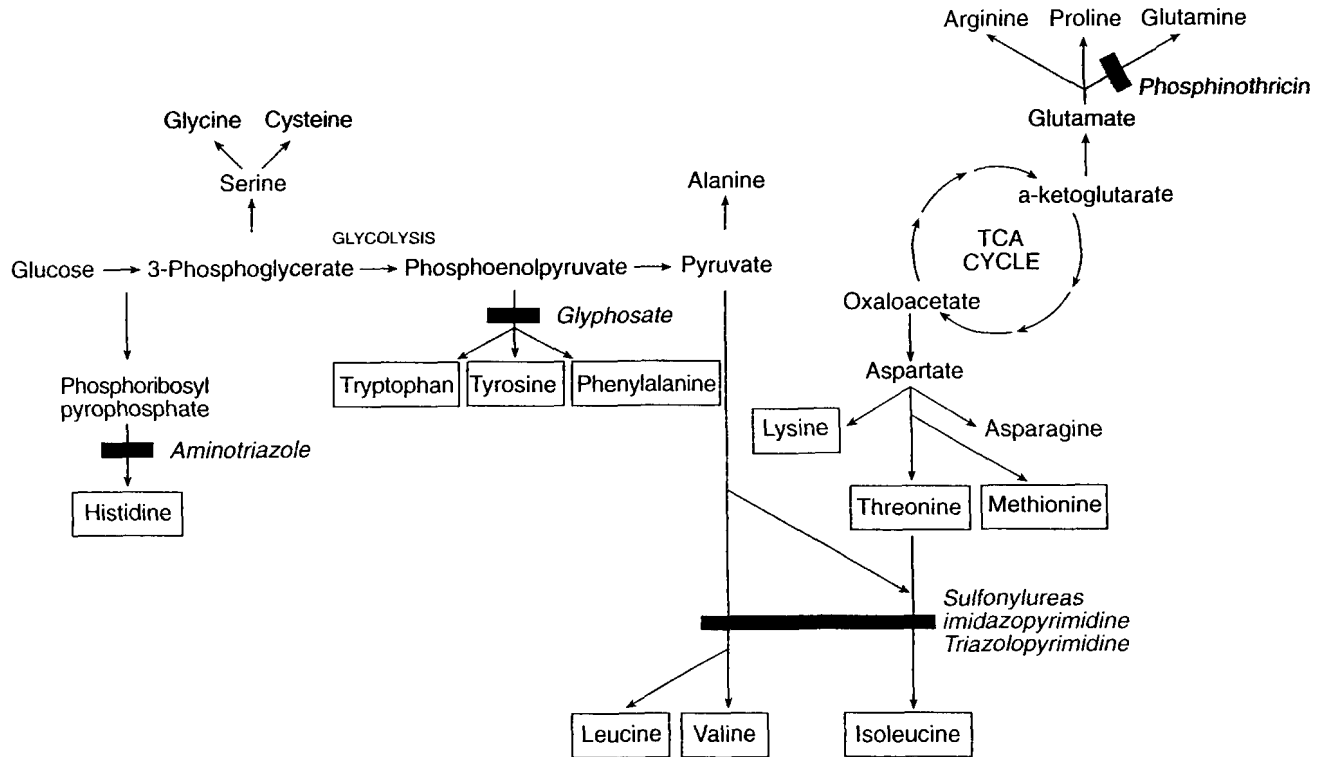 Arginine Proline Glutamine
Phosphinothricin
Glutamate
Glycine Cysteine
Serine
Alanine
a-ketoglutarate
GLYCOLYSIS
TCA
CYCLE
Glucose 3-Phosphoglycerate Phosphoenolpyruvate Pyruvate
Oxaloacetate
Glyphosate
Aspartate
Phosphoribosyl
pyrophosphate
Tryptophan Tyrosine Phenylalanine
Lysine Asparagine
Aminotriazole
Histidine
Threonine Methionine
Sulfonylureas
imidazopyrimidine
Triazolopyrimidine
Leucine Valine Isoleucine